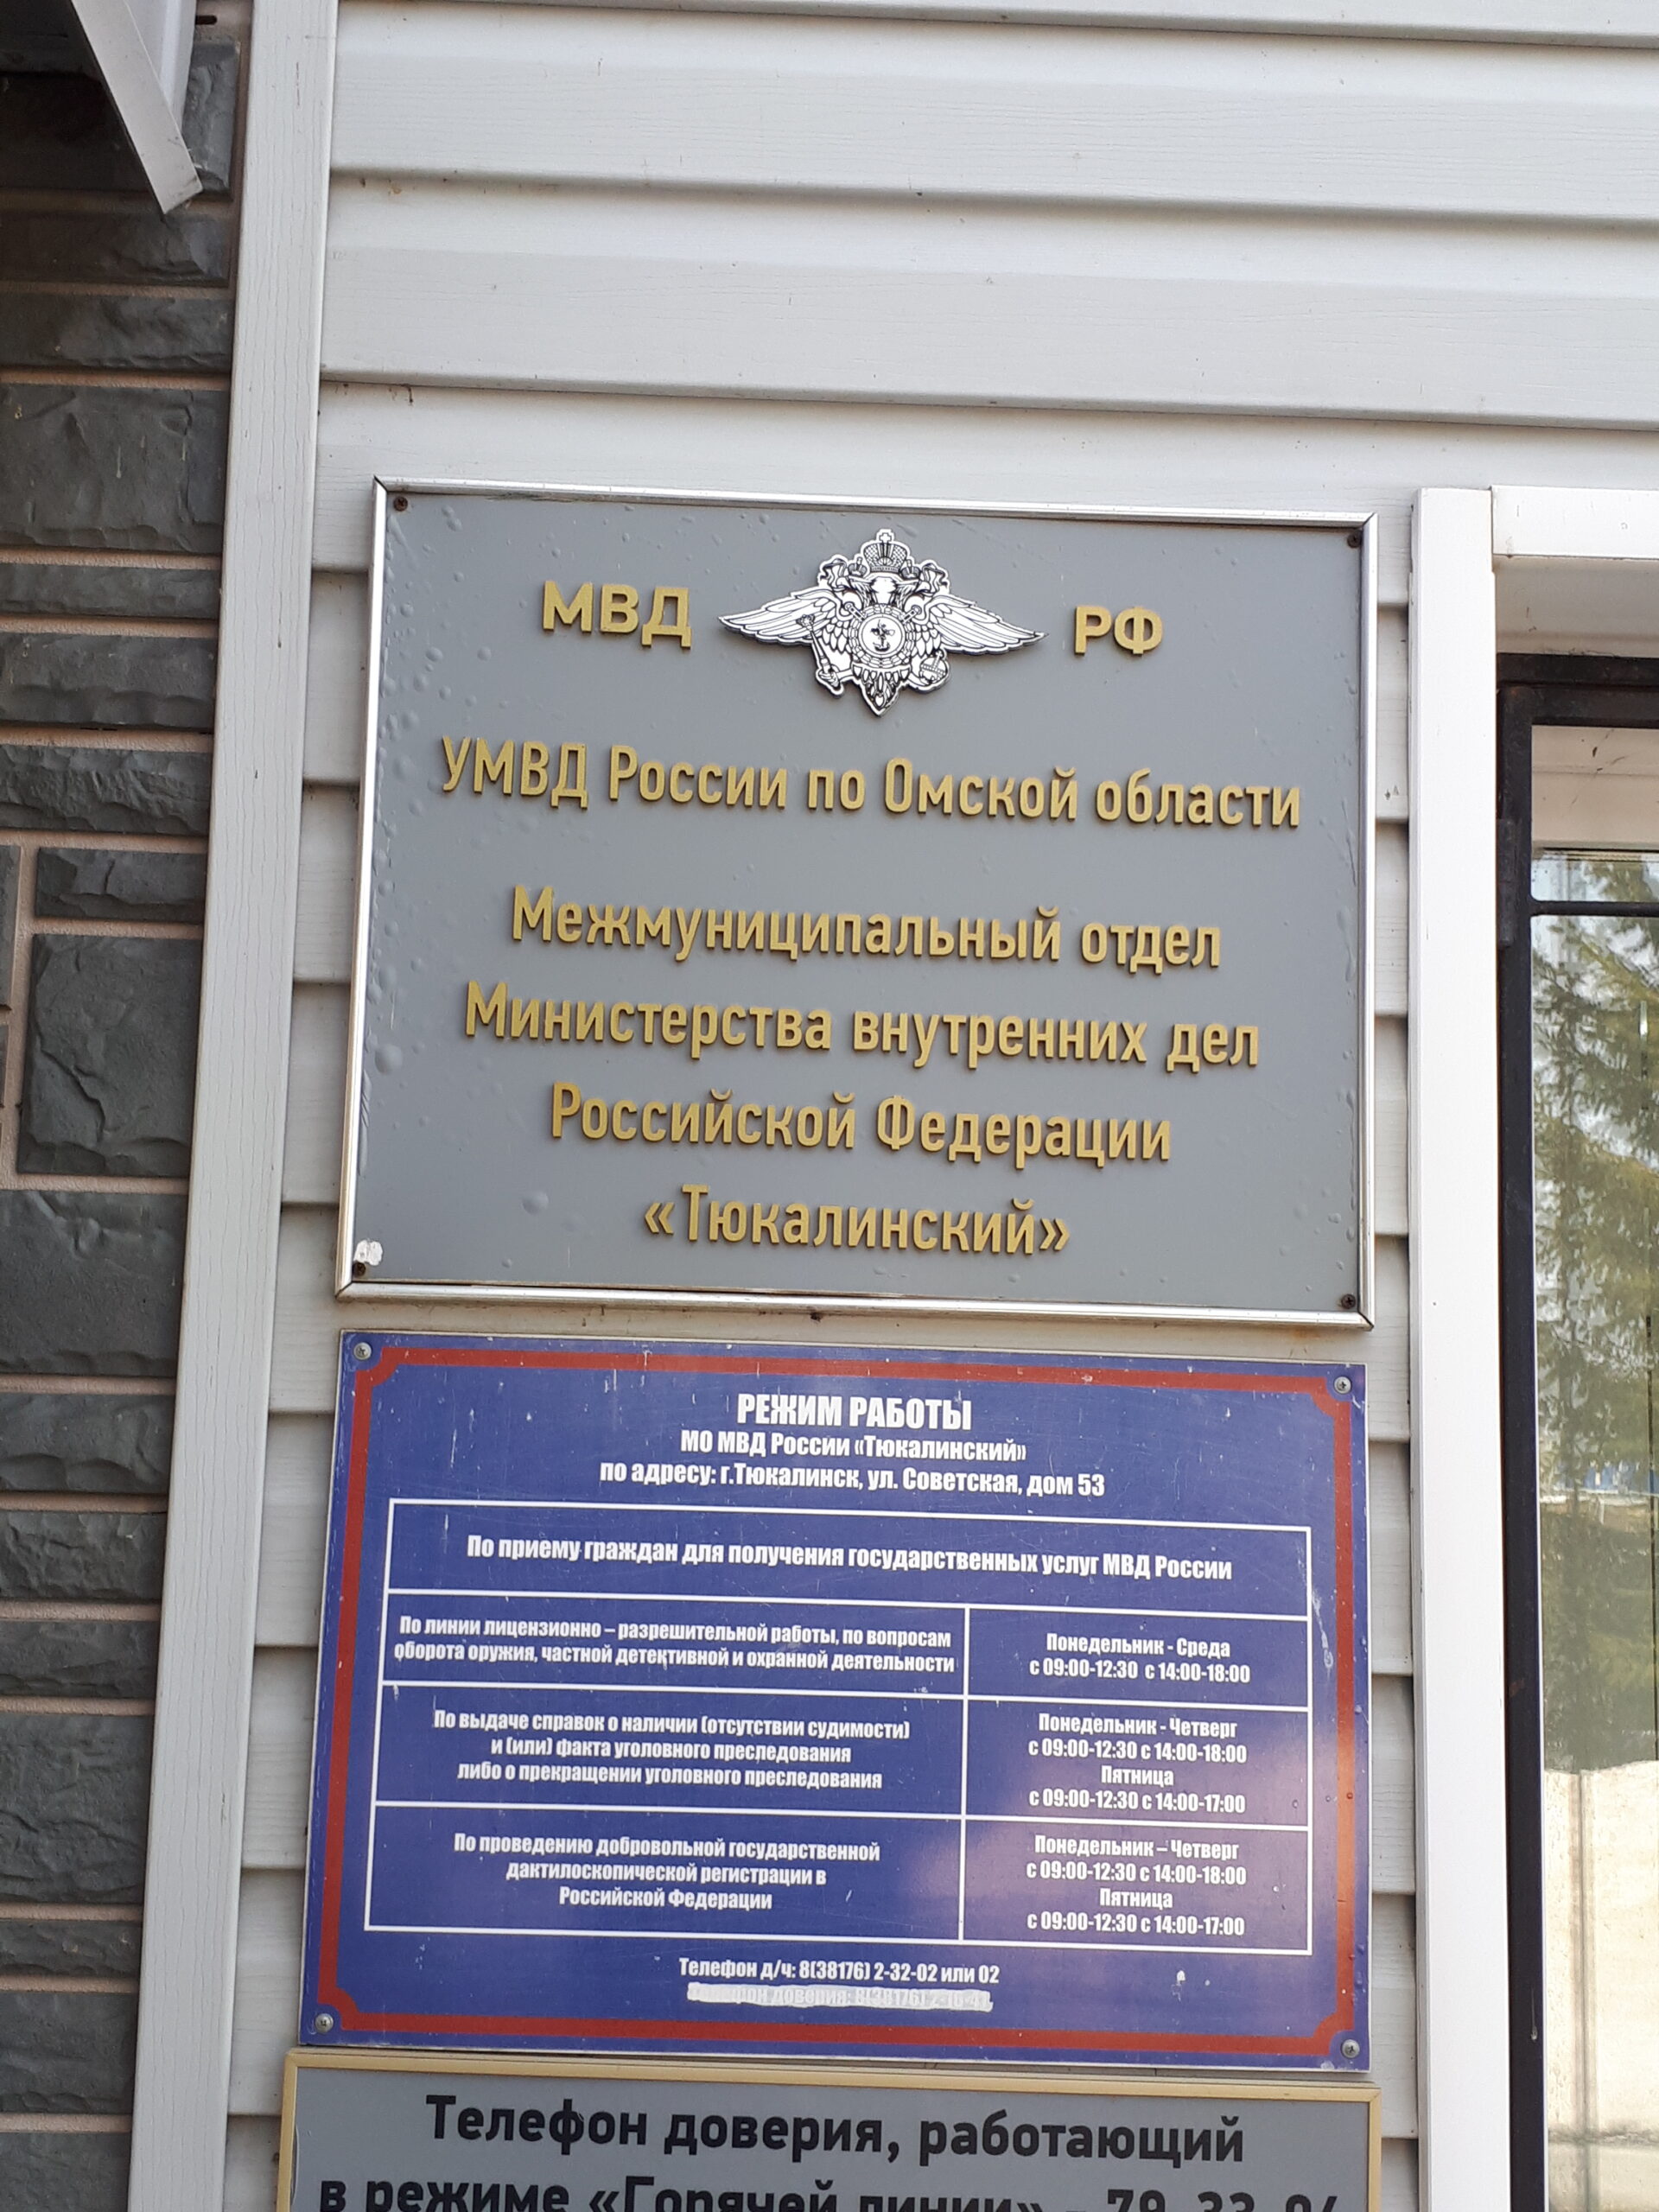 МВД РФ
УМВД России по Омской области
Межмуниципальный отдел
Министерства внутренних дел
Российской Федерации
«Тюкалинский»
РЕЖИМ РАБОТЫ
МО МВД России «Тюкалинский»
по адресу: г.Тюкалинск, ул. Советская, дом 53
По приему граждан для получения государственных услуг МВД России
По линии лицензионно – разрешительной работы, по вопросам
оборота оружия, частной детективной и охранной деятельности
Понедельник - Среда
с 09:00-12:30 с 14:00-18:00
По выдаче справок о наличии (отсутствии судимости)
и (или) факта уголовного преследования
либо о прекращении уголовного преследования
Понедельник - Четверг
с 09:00-12:30 с 14:00-18:00
Пятница
с 09:00-12:30 с 14:00-17:00
По проведению добровольной государственной
дактилоскопической регистрации в
Российской Федерации
Понедельник – Четверг
с 09:00-12:30 с 14:00-18:00
Пятница
с 09:00-12:30 с 14:00-17:00
Телефон д/ч: 8(38176) 2-32-02 или 02
доверия:
Телефон доверия, работающий
в режиме «Горячей линии» -